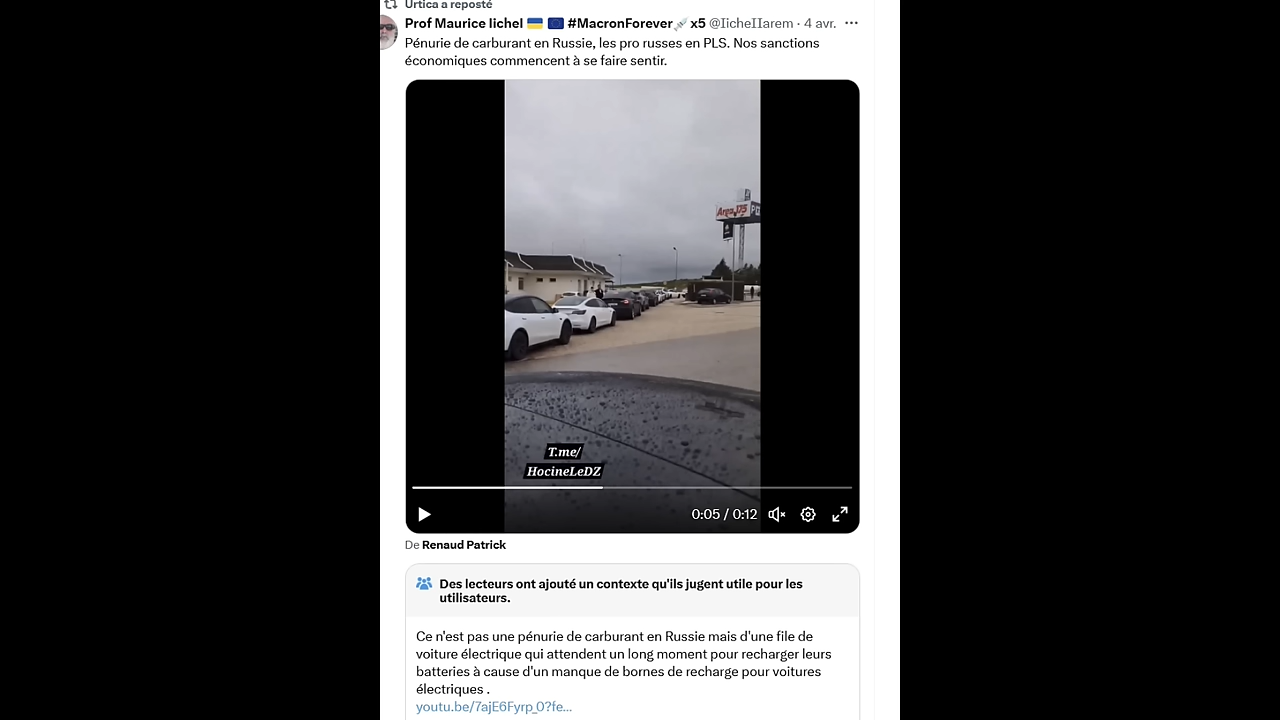 Urtica a reposté
Prof Maurice lichel 🇺🇦 🇪🇺 #MacronForever💉x5 @IicheIIarem · 4 avr. ...
Pénurie de carburant en Russie, les pro russes en PLS. Nos sanctions
économiques commencent à se faire sentir.
Area 175
T.me/
HocineLeDZ
0:05 / 0:12
De Renaud Patrick
Des lecteurs ont ajouté un contexte qu'ils jugent utile pour les
utilisateurs.
Ce n'est pas une pénurie de carburant en Russie mais d'une file de
voiture électrique qui attendent un long moment pour recharger leurs
batteries à cause d'un manque de bornes de recharge pour voitures
électriques .
youtu.be/7ajE6Fyrp_0?fe...